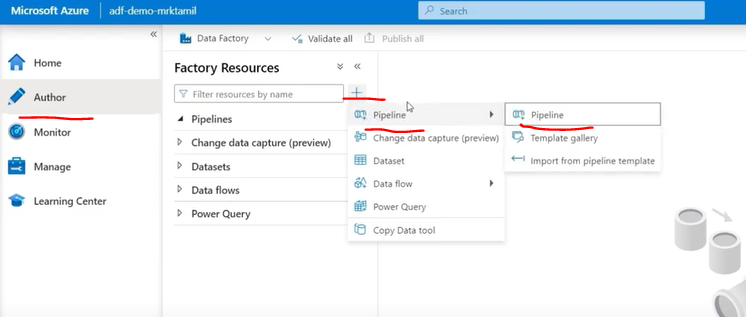 Microsoft Azure | adf-demo-mrktamil
Search
«
Home
Author
Monitor
Manage
Learning Center
Data Factory
Validate all
Publish all
Factory Resources
«
Filter resources by name
+
Pipelines
Change data capture (preview)
Datasets
Data flows
Power Query
Pipeline
Change data capture (preview)
Dataset
Data flow
Power Query
Copy Data tool
Pipeline
Template gallery
Import from pipeline template